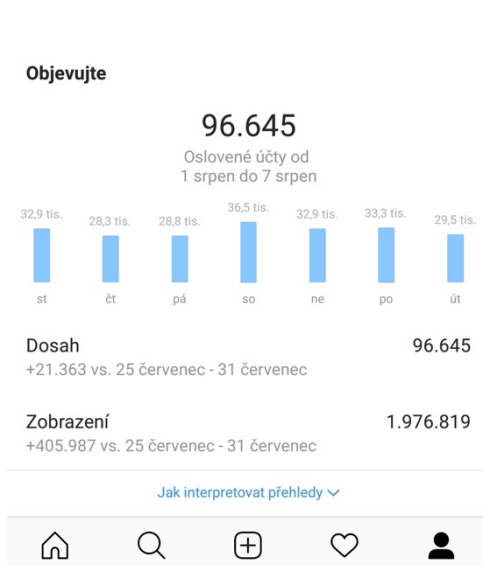 Objevujte
96.645
Oslovené účty od
1 srpen do 7 srpen
32,9 tis. 28,3 tis. 28,8 tis. 36,5 tis. 32,9 tis. 33,3 tis. 29,5 tis.
st čt pá so ne po út
Dosah 96.645
+21.363 vs. 25 červenec - 31 červenec
Zobrazení 1.976.819
+405.987 vs. 25 červenec - 31 červenec
Jak interpretovat přehledy